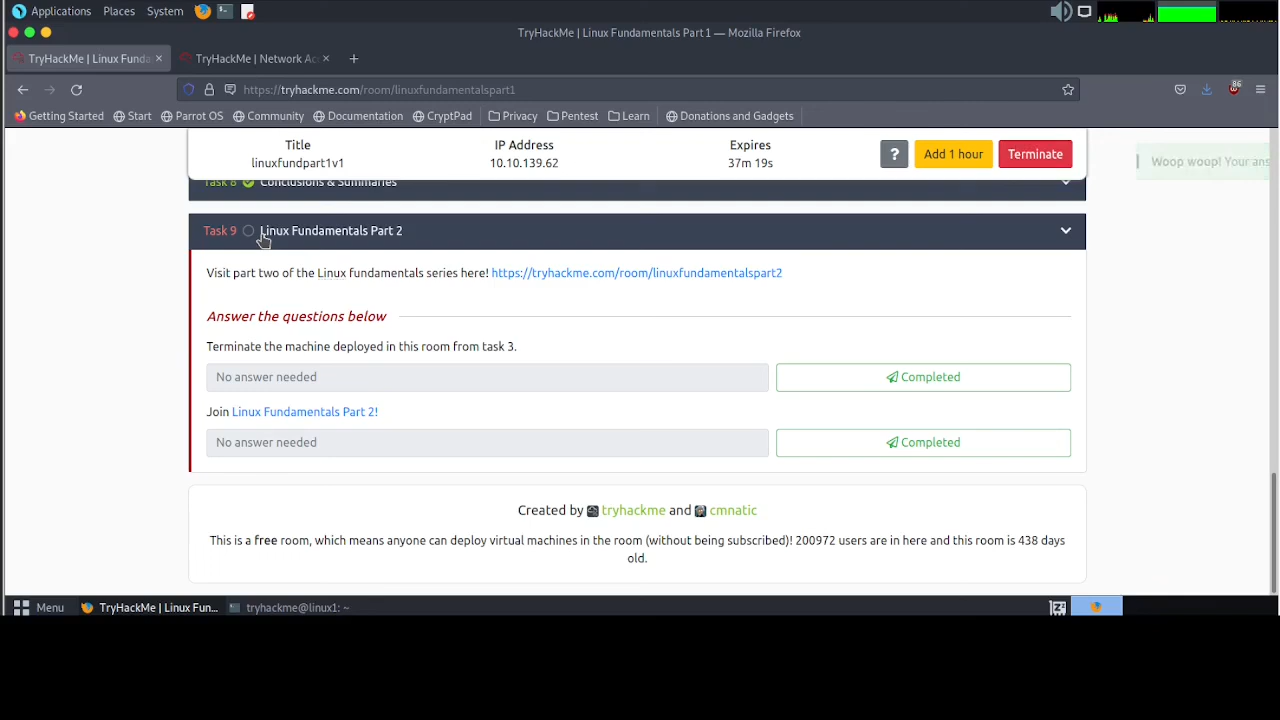 Applications Places System
TryHackMe | Linux Fundamentals Part 1 — Mozilla Firefox
TryHackMe | Linux Funda × TryHackMe | Network Acc × +
https://tryhackme.com/room/linuxfundamentalspart1
86
Getting Started Start Parrot OS Community Documentation CryptPad Privacy Pentest Learn Donations and Gadgets
Title IP Address Expires
linuxfundpart1v1 10.10.139.62 37m 19s
? Add 1 hour Terminate
Woop woop! Your ans
Task 8 Conclusions & Summaries
Task 9 Linux Fundamentals Part 2
Visit part two of the Linux fundamentals series here! https://tryhackme.com/room/linuxfundamentalspart2
Answer the questions below
Terminate the machine deployed in this room from task 3.
No answer needed Completed
Join Linux Fundamentals Part 2!
No answer needed Completed
Created by tryhackme and cmnatic
This is a free room, which means anyone can deploy virtual machines in the room (without being subscribed)! 200972 users are in here and this room is 438 days
old.
Menu TryHackMe | Linux Fun... tryhackme@linux1: ~